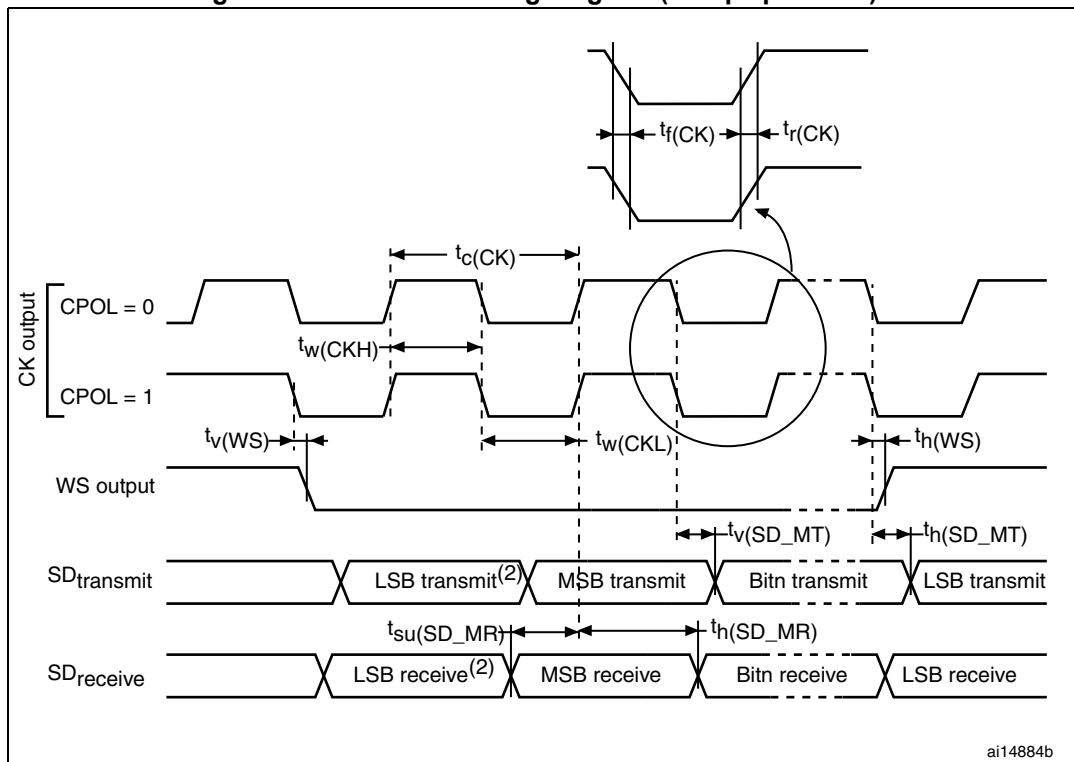 tf(CK)
tr(CK)
tc(CK)
CK output
CPOL = 0
tw(CKH)
CPOL = 1
tv(WS)
tw(CKL)
th(WS)
WS output
tv(SD_MT)
th(SD_MT)
SDtransmit
LSB transmit(2)
MSB transmit
Bitn transmit
LSB transmit
tsu(SD_MR)
th(SD_MR)
SDreceive
LSB receive(2)
MSB receive
Bitn receive
LSB receive
ai14884b